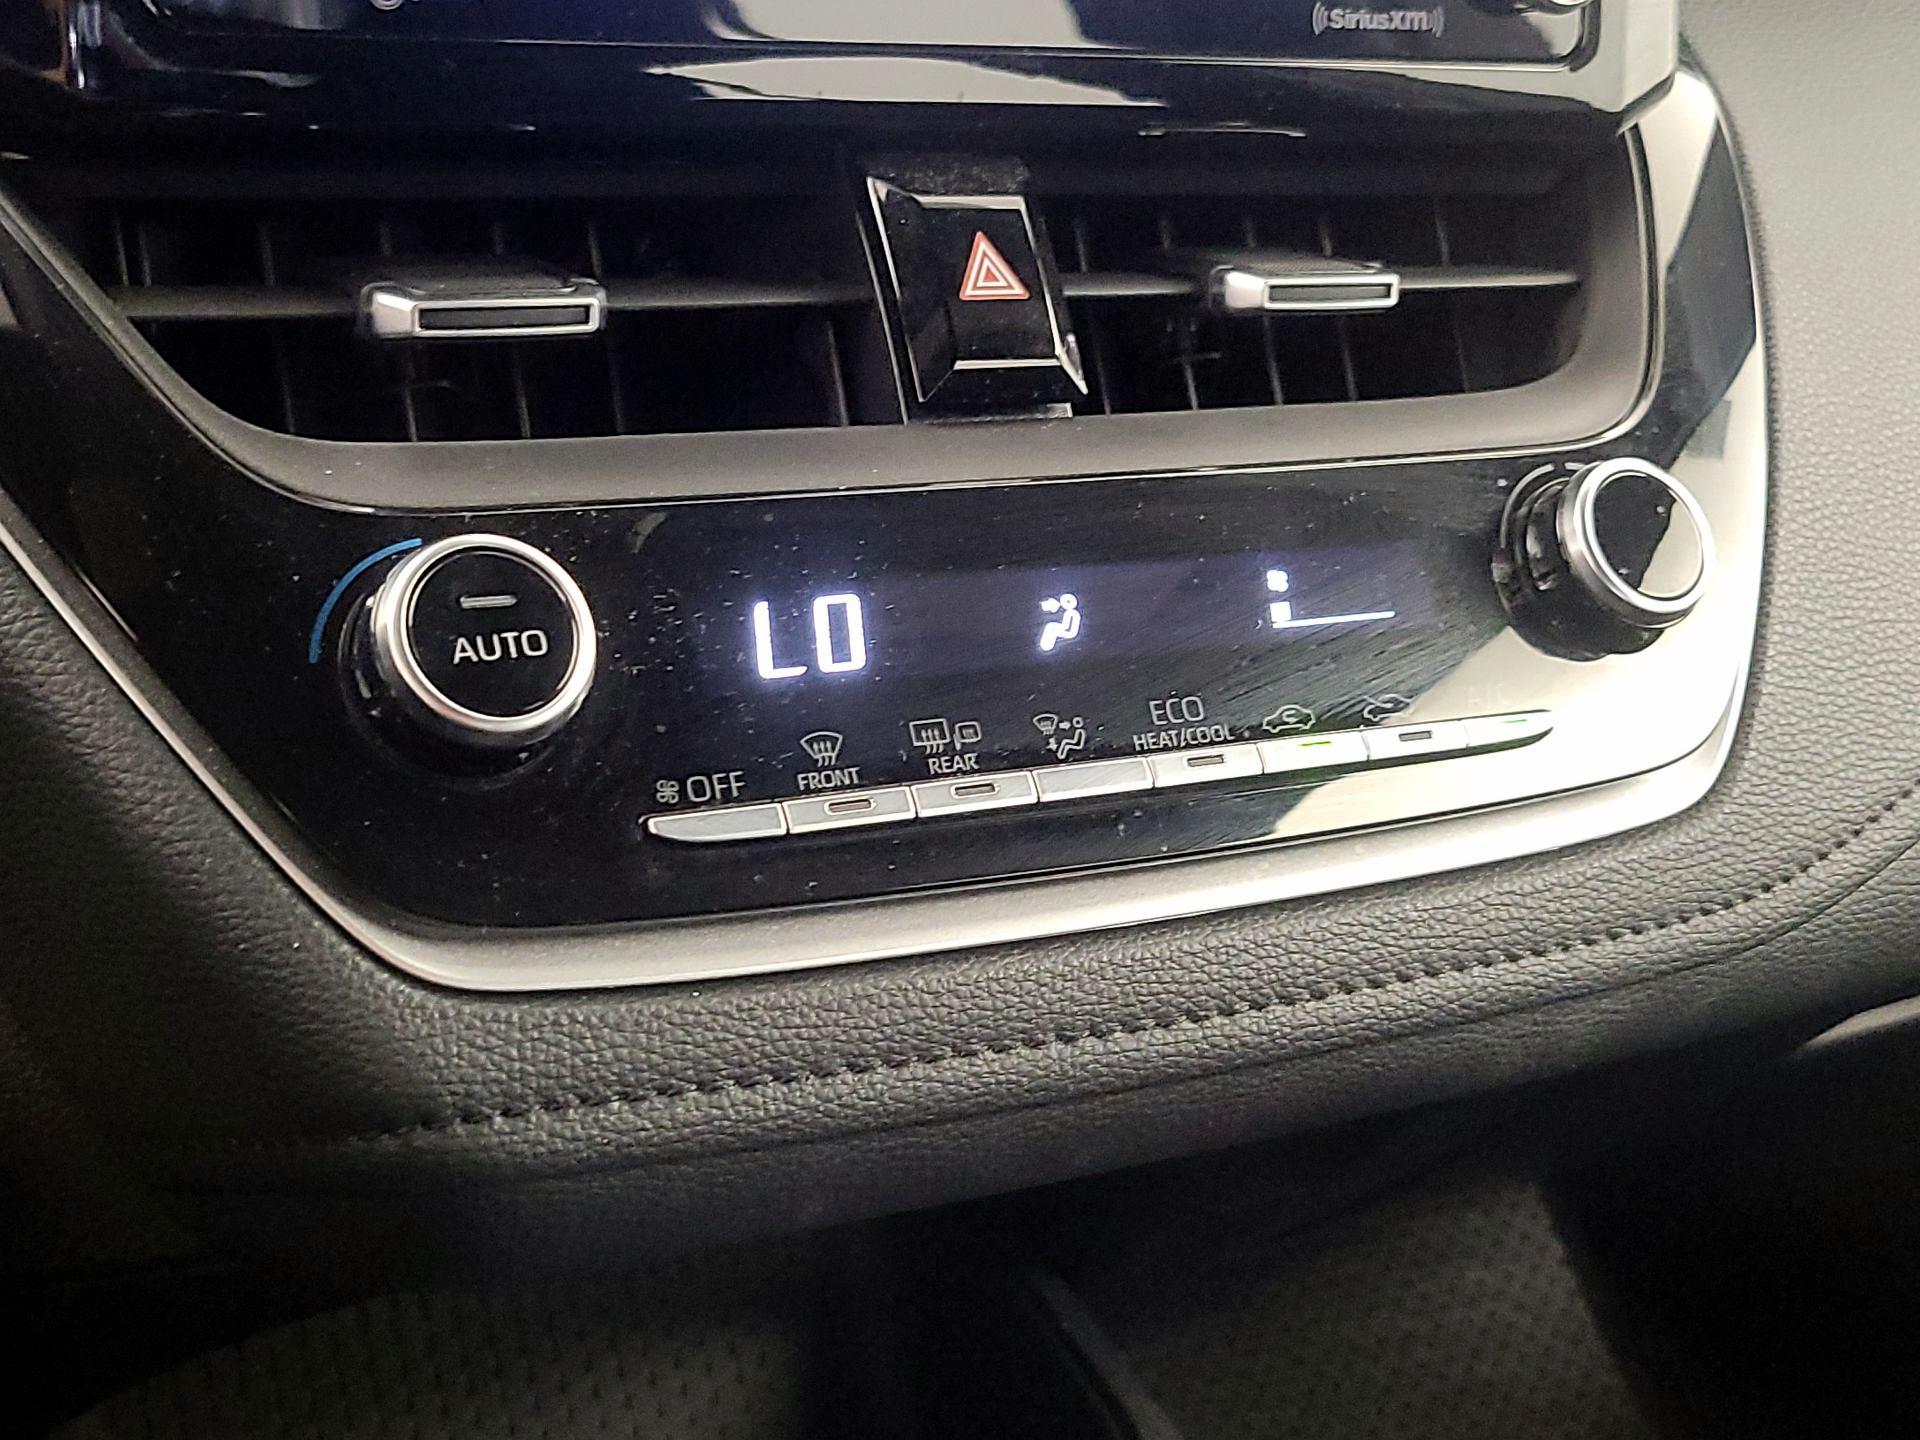 SiriusXM
AUTO
LO
OFF
FRONT
REAR
ECO
HEAT/COOL
A/C